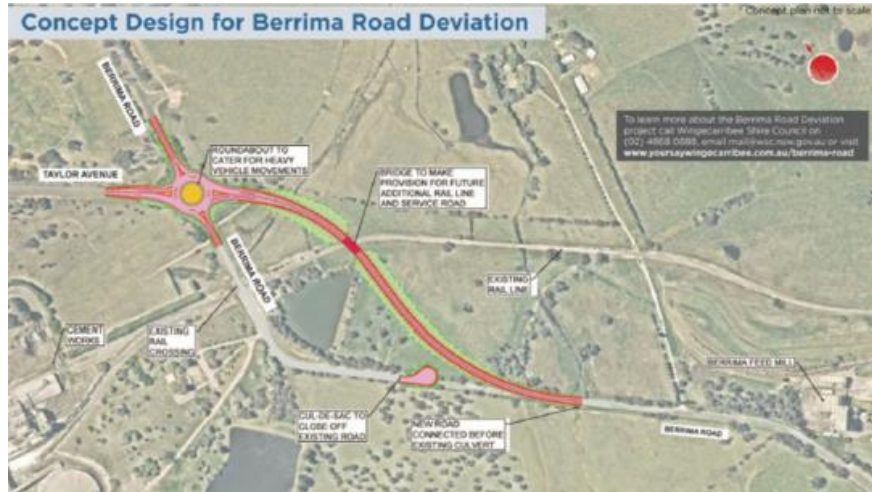 Concept Design for Berrima Road Deviation
Concept plan not to scale
BERRIMA ROAD
To learn more about the Berrima Road Deviation
project call Wingecarribee Shire Council on
(02) 4868 0888, email mail@wsc.nsw.gov.au or visit
www.yoursaywingecarribee.com.au/berrima-road
ROUNDABOUT TO
CATER FOR HEAVY
VEHICLE MOVEMENTS
TAYLOR AVENUE
BRIDGE TO MAKE
PROVISION FOR FUTURE
ADDITIONAL RAIL LINE
AND SERVICE ROAD
BERRIMA ROAD
EXISTING
RAIL LINE
CEMENT
WORKS
EXISTING
RAIL
CROSSING
BERRIMA FEED MILL
CUL-DE-SAC TO
CLOSE OFF
EXISTING ROAD
NEW ROAD
CONNECTED BEFORE
EXISTING CULVERT
BERRIMA ROAD